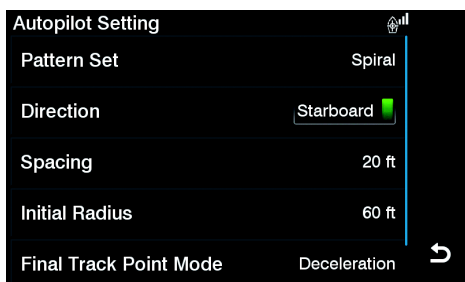 Autopilot Setting
Pattern Set Spiral
Direction Starboard
Spacing 20 ft
Initial Radius 60 ft
Final Track Point Mode Deceleration